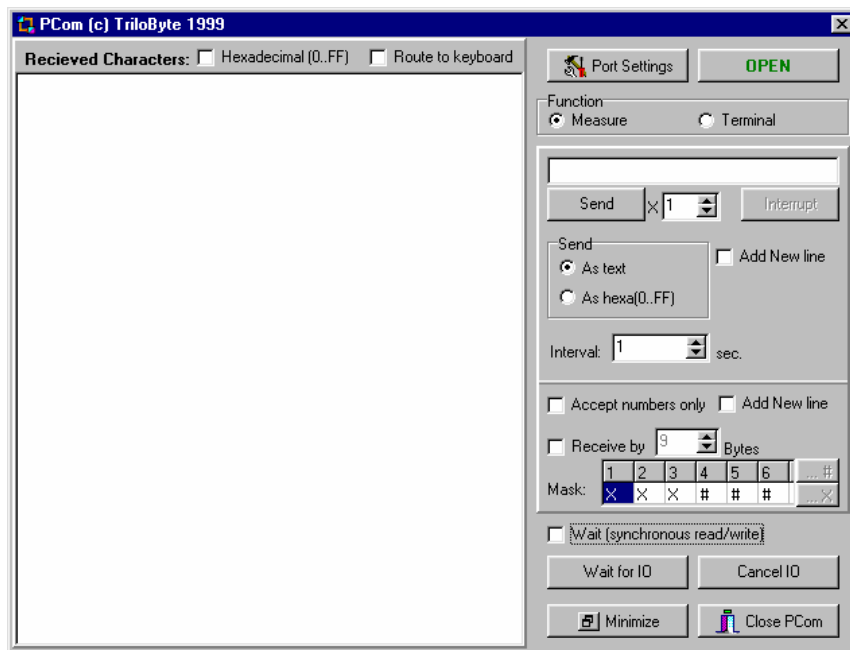 PCom (c) TriloByte 1999
Recieved Characters: Hexadecimal (0..FF) Route to keyboard
Port Settings OPEN
Function
Measure Terminal
Send X 1 Interrupt
Send
As text Add New line
As hexa(0..FF)
Interval: 1 sec.
Accept numbers only Add New line
Receive by 9 Bytes
1 2 3 4 5 6 ... #
Mask: X X X # # # ... X
Wait (synchronous read/write)
Wait for IO Cancel IO
Minimize Close PCom